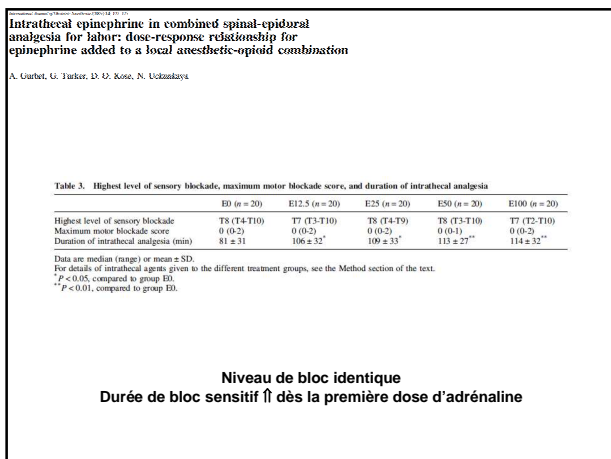 Intrathecal epinephrine in combined spinal-epidural
analgesia for labor: dose-response relationship for
epinephrine added to a local anesthetic-opioid combination
A. Gurbet, G. Turker, D. O. Kose, N. Uckunkaya
Table 3. Highest level of sensory blockade, maximum motor blockade score, and duration of intrathecal analgesia
E0 (n = 20) E12.5 (n = 20) E25 (n = 20) E50 (n = 20) E100 (n = 20)
Highest level of sensory blockade T8 (T4-T10) T7 (T3-T10) T8 (T4-T9) T8 (T3-T10) T7 (T2-T10)
Maximum motor blockade score 0 (0-2) 0 (0-2) 0 (0-2) 0 (0-1) 0 (0-2)
Duration of intrathecal analgesia (min) 81 ± 31 106 ± 32* 109 ± 33* 113 ± 27** 114 ± 32**
Data are median (range) or mean ± SD.
For details of intrathecal agents given to the different treatment groups, see the Method section of the text.
*P < 0.05, compared to group E0.
**P < 0.01, compared to group E0.
Niveau de bloc identique
Durée de bloc sensitif ⇑ dès la première dose d'adrénaline